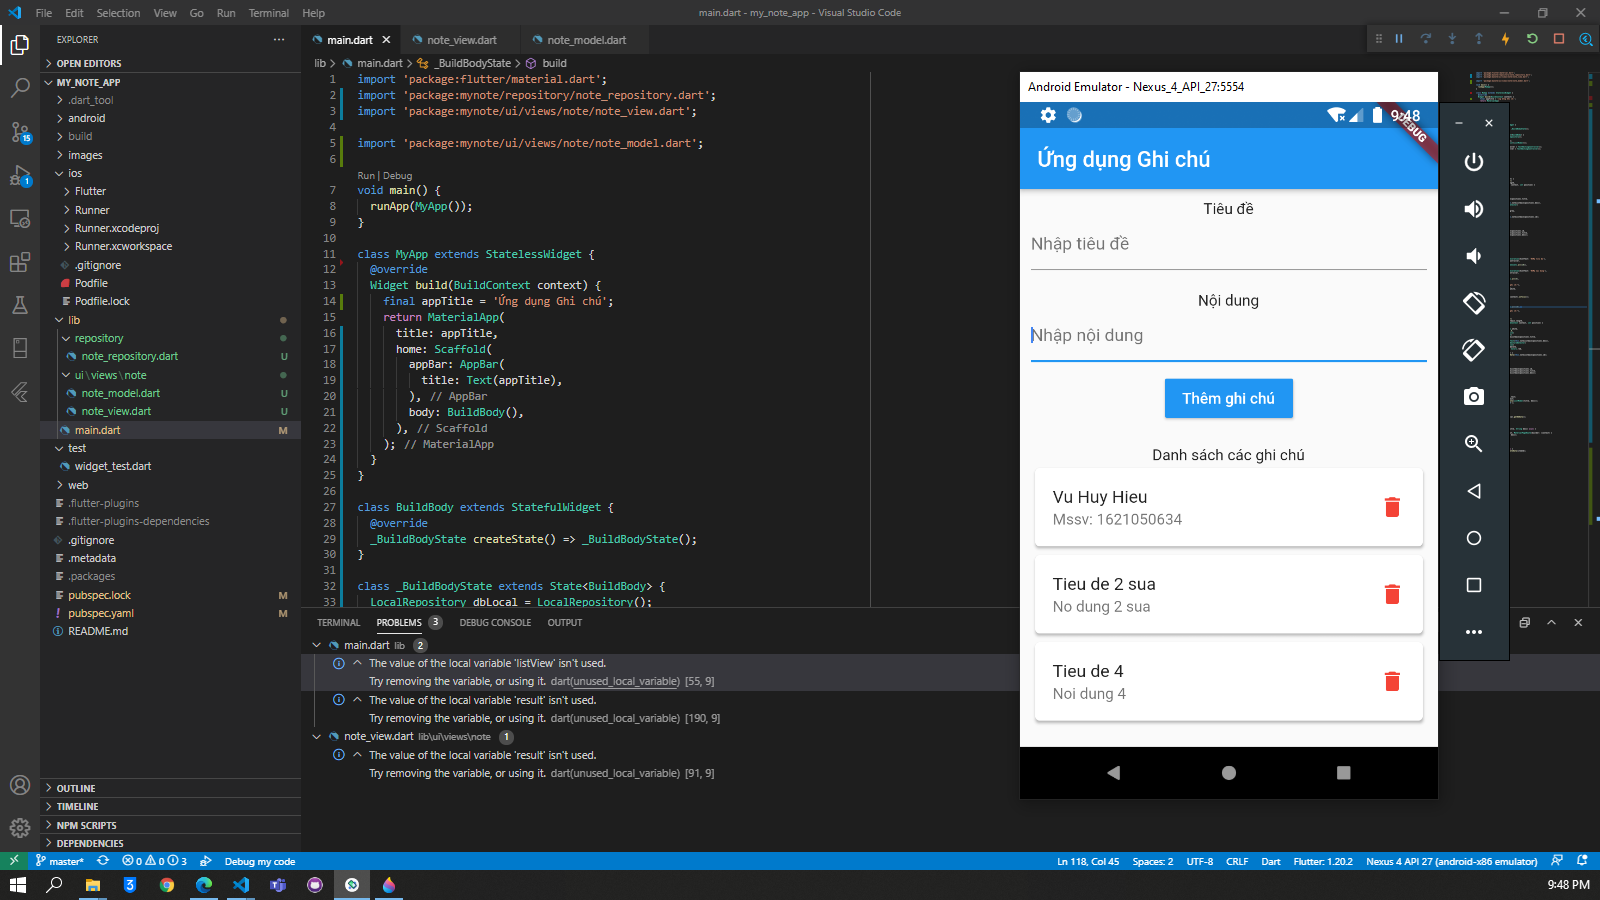 File Edit Selection View Go Run Terminal Help
main.dart - my_note_app - Visual Studio Code
EXPLORER
OPEN EDITORS
MY_NOTE_APP
.dart_tool
android
build
images
ios
Flutter
Runner
Runner.xcodeproj
Runner.xcworkspace
.gitignore
Podfile
Podfile.lock
lib
repository
note_repository.dart U
ui\views\note
note_model.dart U
note_view.dart U
main.dart M
test
widget_test.dart
web
.flutter-plugins
.flutter-plugins-dependencies
.gitignore
.metadata
.packages
pubspec.lock M
pubspec.yaml M
README.md
OUTLINE
TIMELINE
NPM SCRIPTS
DEPENDENCIES
15
1
main.dart note_view.dart note_model.dart
lib > main.dart > _BuildBodyState > build
1 import 'package:flutter/material.dart';
2 import 'package:mynote/repository/note_repository.dart';
3 import 'package:mynote/ui/views/note/note_view.dart';
4
5 import 'package:mynote/ui/views/note/note_model.dart';
6
Run | Debug
7 void main() {
8 runApp(MyApp());
9 }
10
11 class MyApp extends StatelessWidget {
12 @override
13 Widget build(BuildContext context) {
14 final appTitle = 'Ứng dụng Ghi chú';
15 return MaterialApp(
16 title: appTitle,
17 home: Scaffold(
18 appBar: AppBar(
19 title: Text(appTitle),
20 ), // AppBar
21 body: BuildBody(),
22 ), // Scaffold
23 ); // MaterialApp
24 }
25 }
26
27 class BuildBody extends StatefulWidget {
28 @override
29 _BuildBodyState createState() => _BuildBodyState();
30 }
31
32 class _BuildBodyState extends State<BuildBody> {
33 LocalRepository dbLocal = LocalRepository();
TERMINAL PROBLEMS 3 DEBUG CONSOLE OUTPUT
main.dart lib 2
The value of the local variable 'listView' isn't used.
Try removing the variable, or using it. dart(unused_local_variable) [55, 9]
The value of the local variable 'result' isn't used.
Try removing the variable, or using it. dart(unused_local_variable) [190, 9]
note_view.dart lib\ui\views\note 1
The value of the local variable 'result' isn't used.
Try removing the variable, or using it. dart(unused_local_variable) [91, 9]
Android Emulator - Nexus_4_API_27:5554
9:48
DEBUG
Ứng dụng Ghi chú
Tiêu đề
Nhập tiêu đề
Nội dung
Nhập nội dung
Thêm ghi chú
Danh sách các ghi chú
Vu Huy Hieu
Mssv: 1621050634
Tieu de 2 sua
No dung 2 sua
Tieu de 4
Noi dung 4
master* 0 0 3 Debug my code
Ln 118, Col 45 Spaces: 2 UTF-8 CRLF Dart Flutter: 1.20.2 Nexus 4 API 27 (android-x86 emulator)
9:48 PM